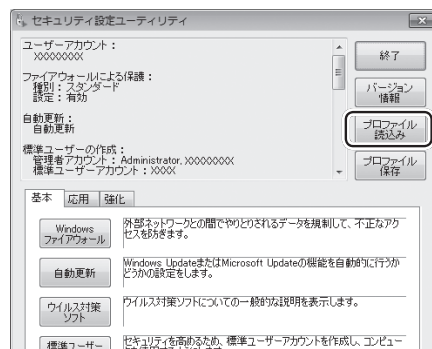 セキュリティ設定ユーティリティ
ユーザーアカウント：
XXXXXXXX
ファイアウォールによる保護：
種別：スタンダード
設定：有効
自動更新：
自動更新
標準ユーザーの作成：
管理者アカウント：Administrator, XXXXXXXX
標準ユーザーアカウント：XXXX
終了
バージョン
情報
プロファイル
読込み
プロファイル
保存
基本 応用 強化
Windows
ファイアウォール
外部ネットワークとの間でやりとりされるデータを規制して、不正なアク
セスを防ぎます。
自動更新
Windows UpdateまたはMicrosoft Updateの機能を自動的に行うか
どうかの設定をします。
ウイルス対策
ソフト
ウイルス対策ソフトについての一般的な説明を表示します。
標準ユーザー
セキュリティを高めるため、標準ユーザーアカウントを作成し、コンピュー